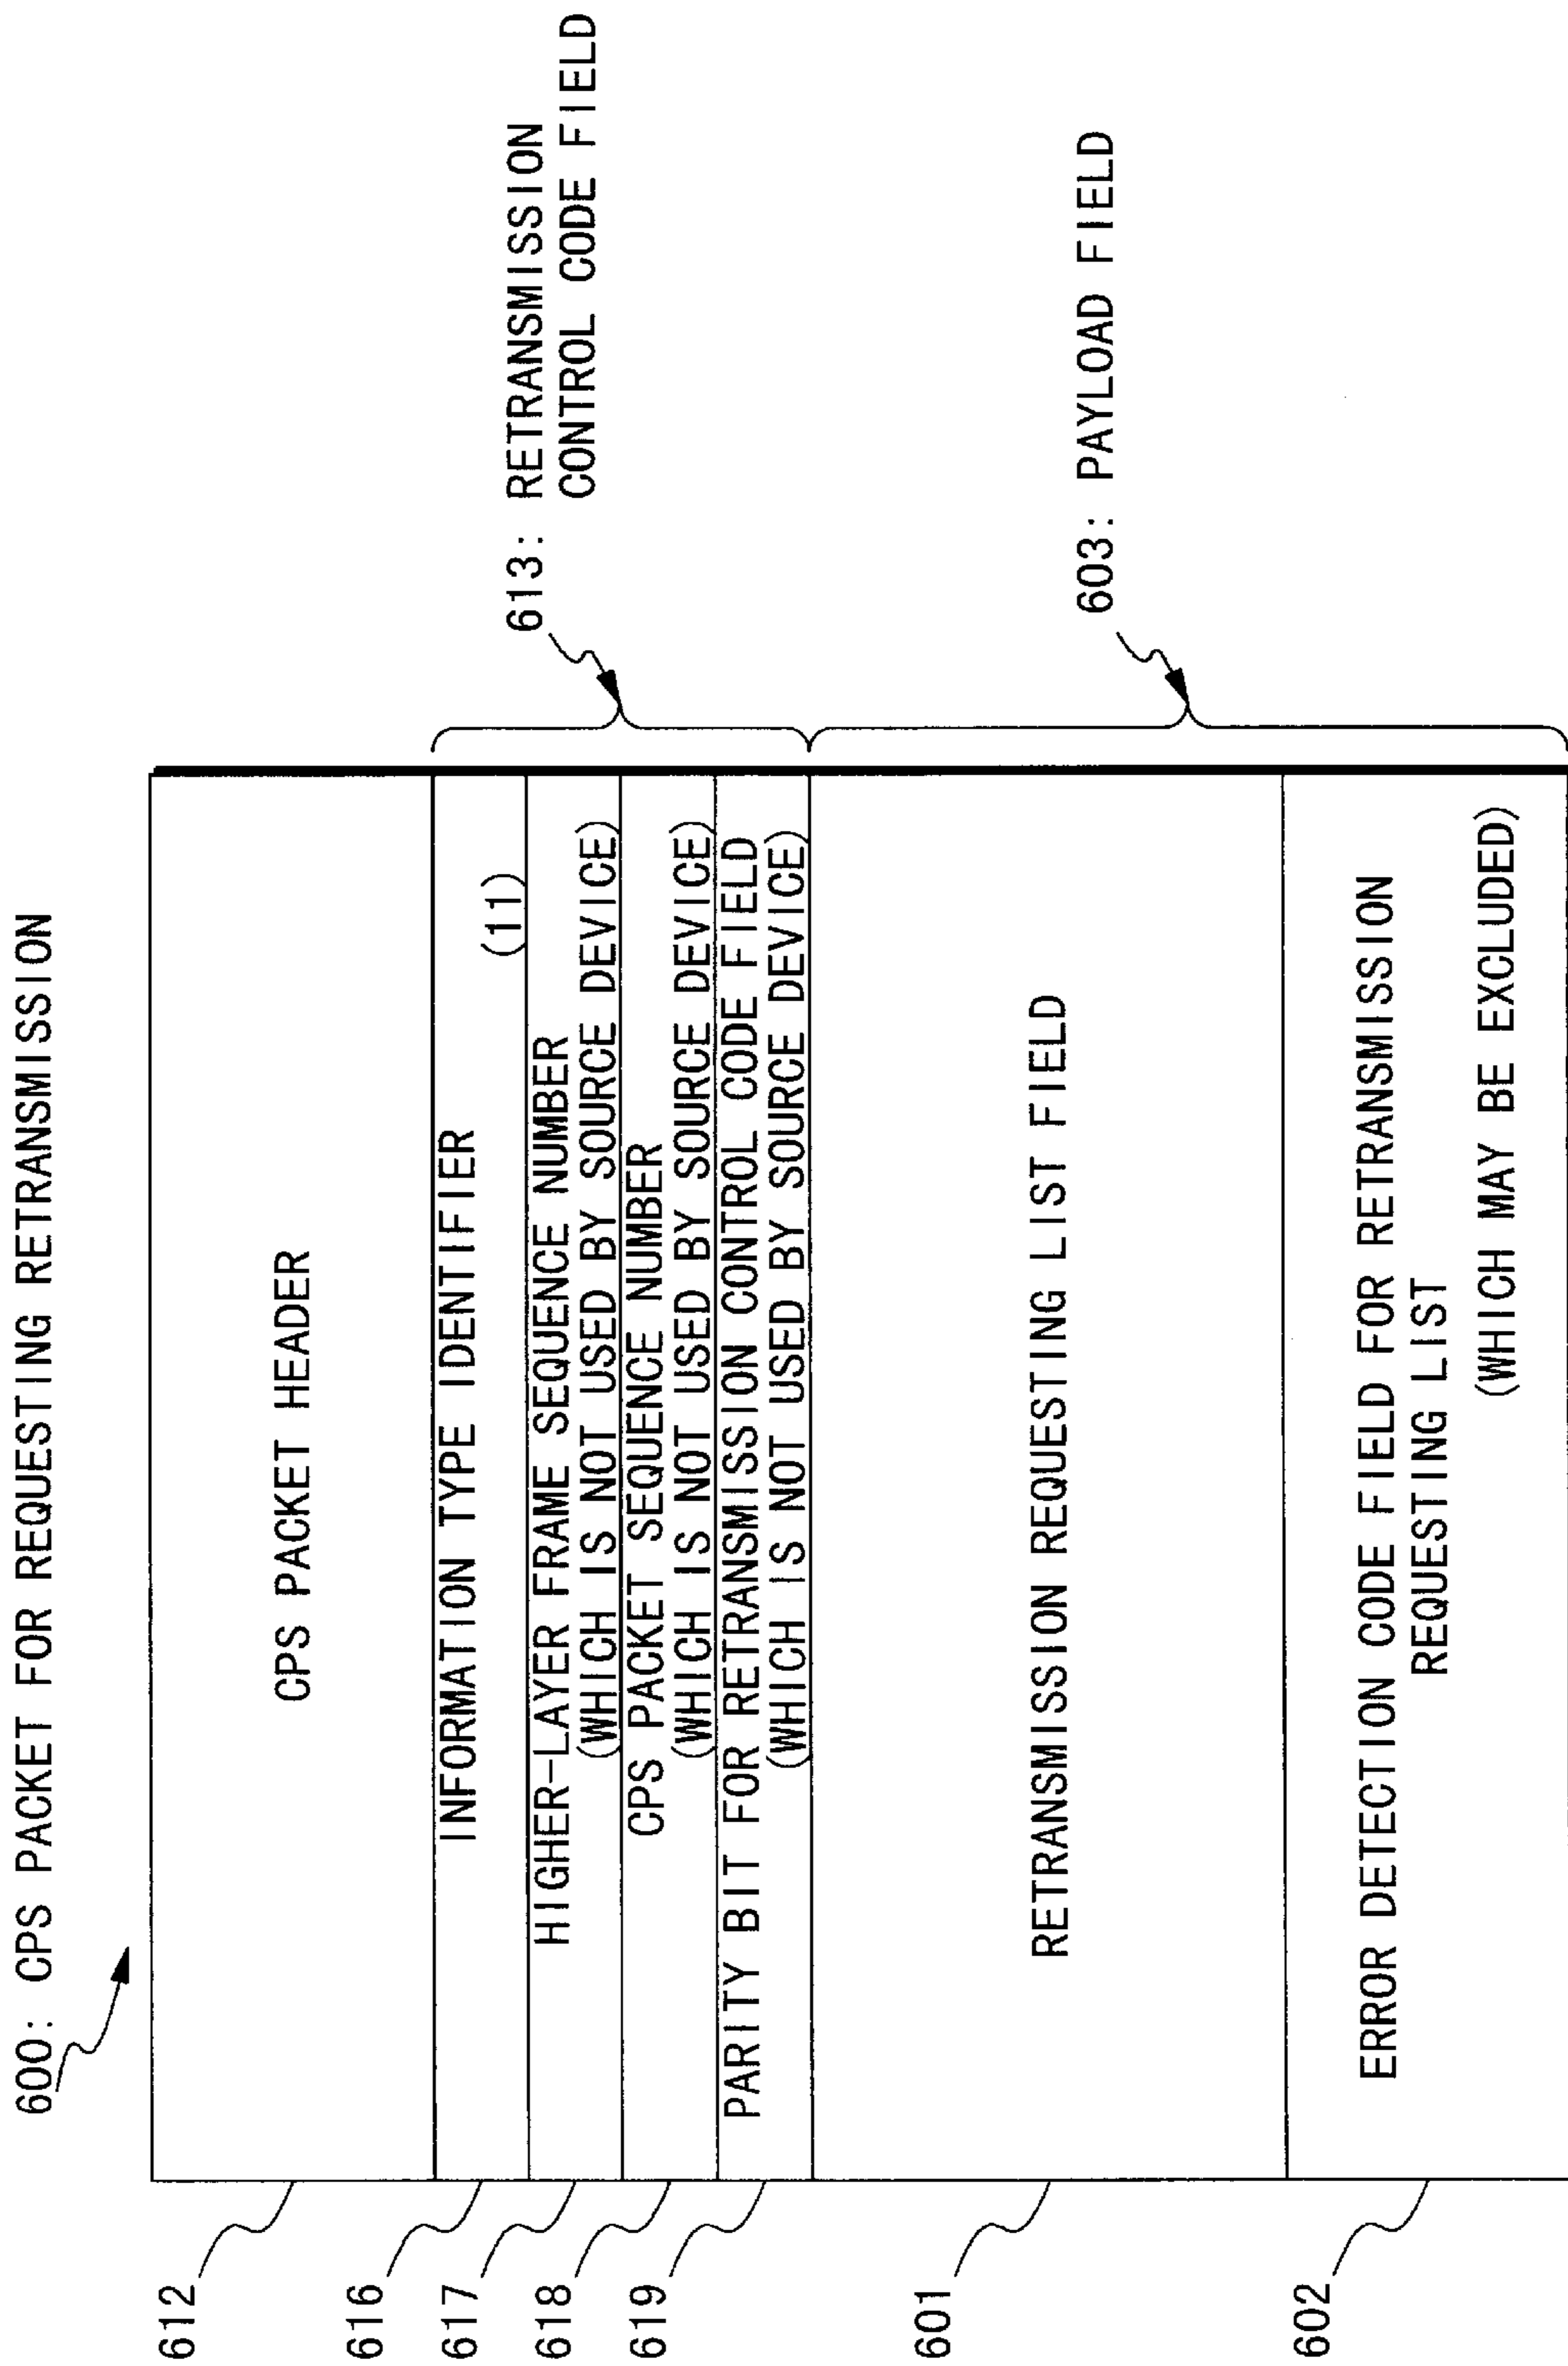 600: CPS PACKET FOR REQUESTING RETRANSMISSION
612
CPS PACKET HEADER
616
INFORMATION TYPE IDENTIFIER
(11)
617
HIGHER-LAYER FRAME SEQUENCE NUMBER
(WHICH IS NOT USED BY SOURCE DEVICE)
618
CPS PACKET SEQUENCE NUMBER
(WHICH IS NOT USED BY SOURCE DEVICE)
619
PARITY BIT FOR RETRANSMISSION CONTROL CODE FIELD
(WHICH IS NOT USED BY SOURCE DEVICE)
613: RETRANSMISSION
CONTROL CODE FIELD
601
RETRANSMISSION REQUESTING LIST FIELD
602
ERROR DETECTION CODE FIELD FOR RETRANSMISSION
REQUESTING LIST
(WHICH MAY BE EXCLUDED)
603: PAYLOAD FIELD